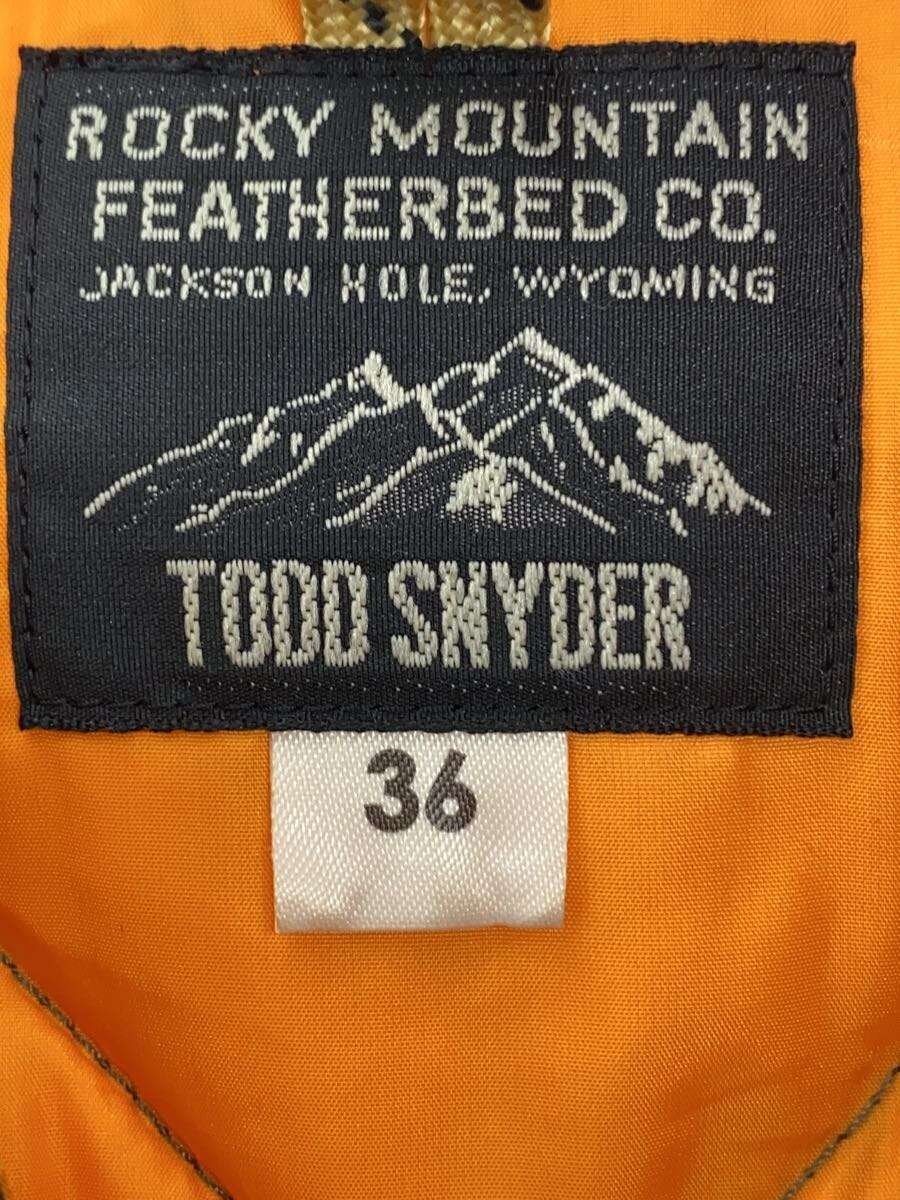 ROCKY MOUNTAIN
FEATHERBED CO.
JACKSON HOLE, WYOMING
TODD SNYDER
36